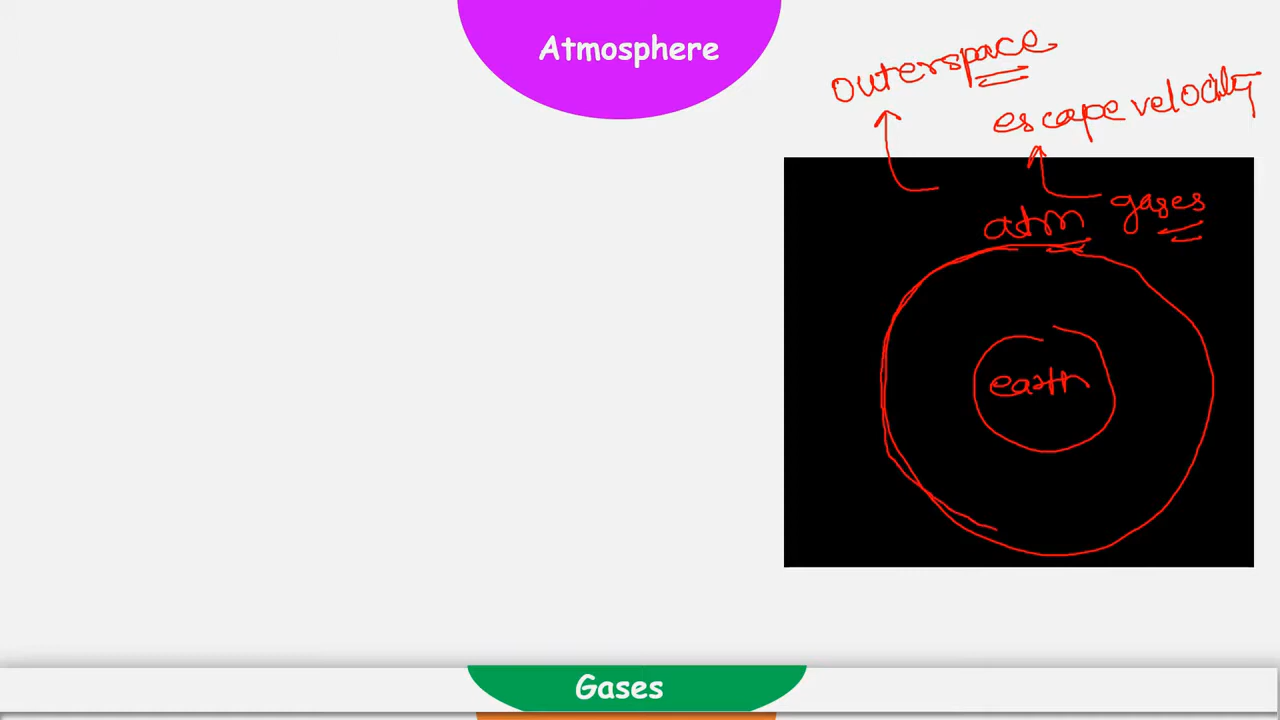 Atmosphere
outerspace
escape velocity
gases
atm
earth
Gases